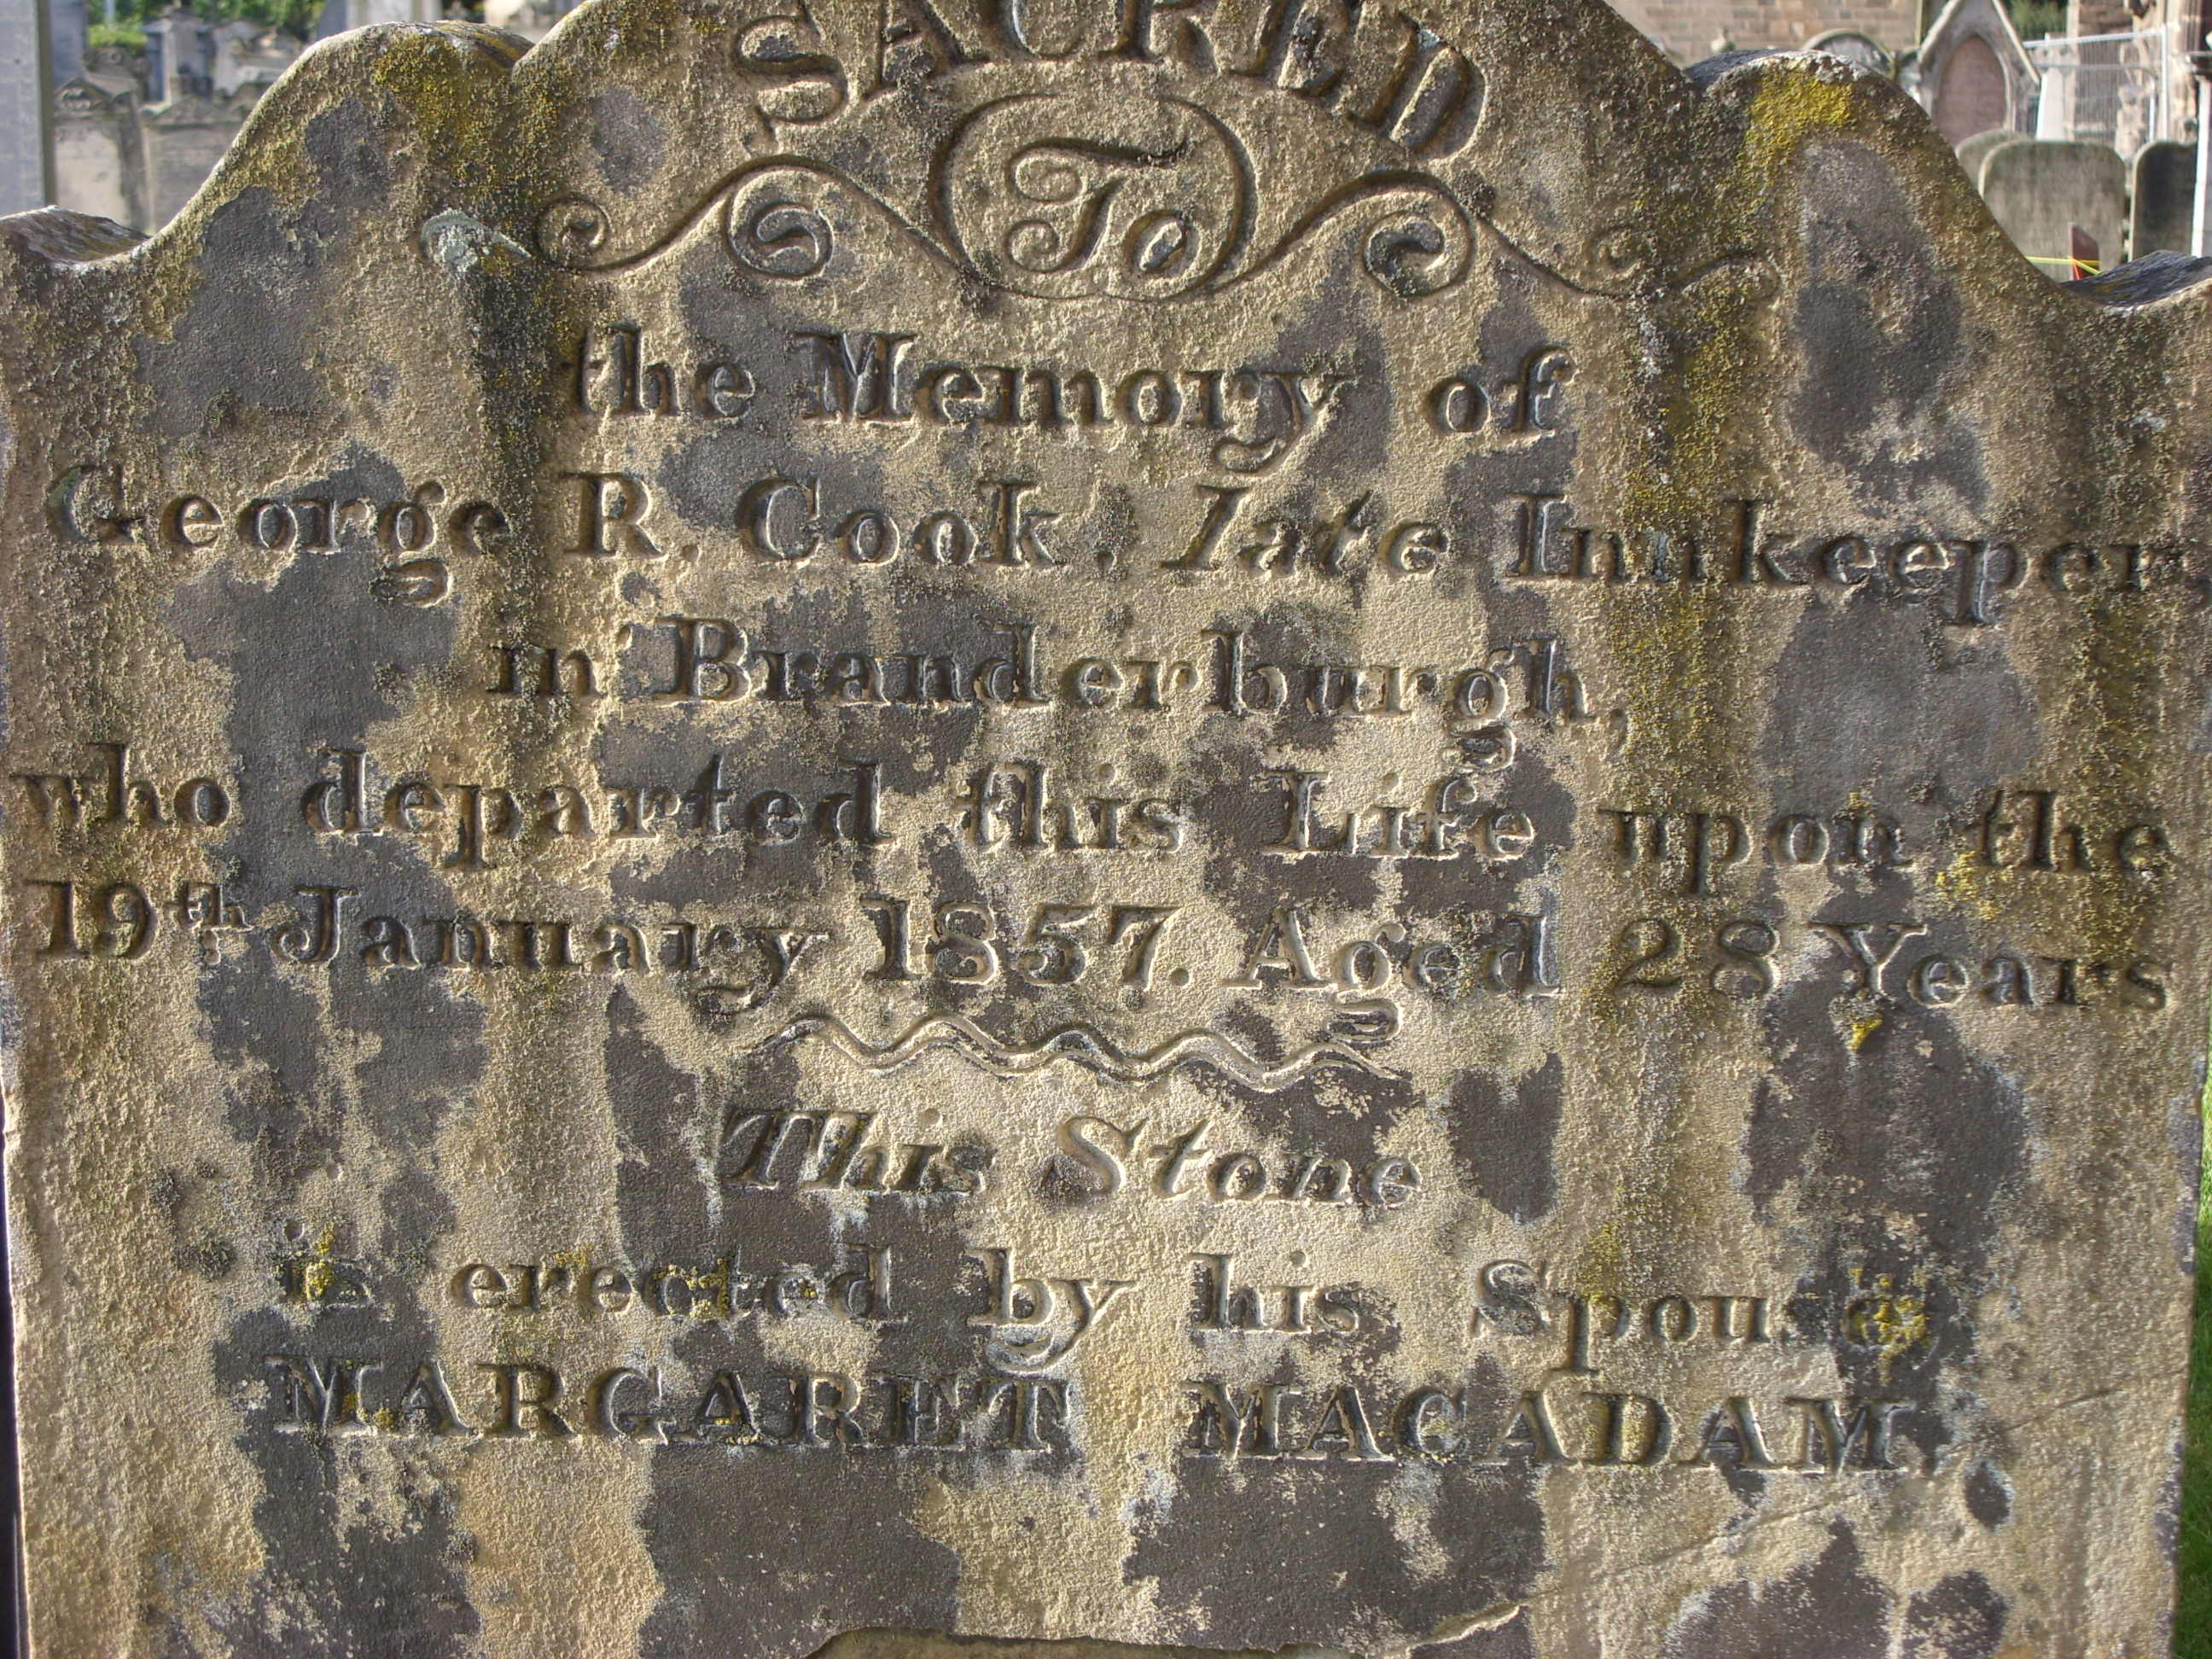 SACRED
To
the Memory of
George R. Cook, late Innkeeper,
in Branderburgh,
who departed this Life upon the
19th January 1857. Aged 28 Years
This Stone
is erected by his Spouse
MARGARET MACADAM.